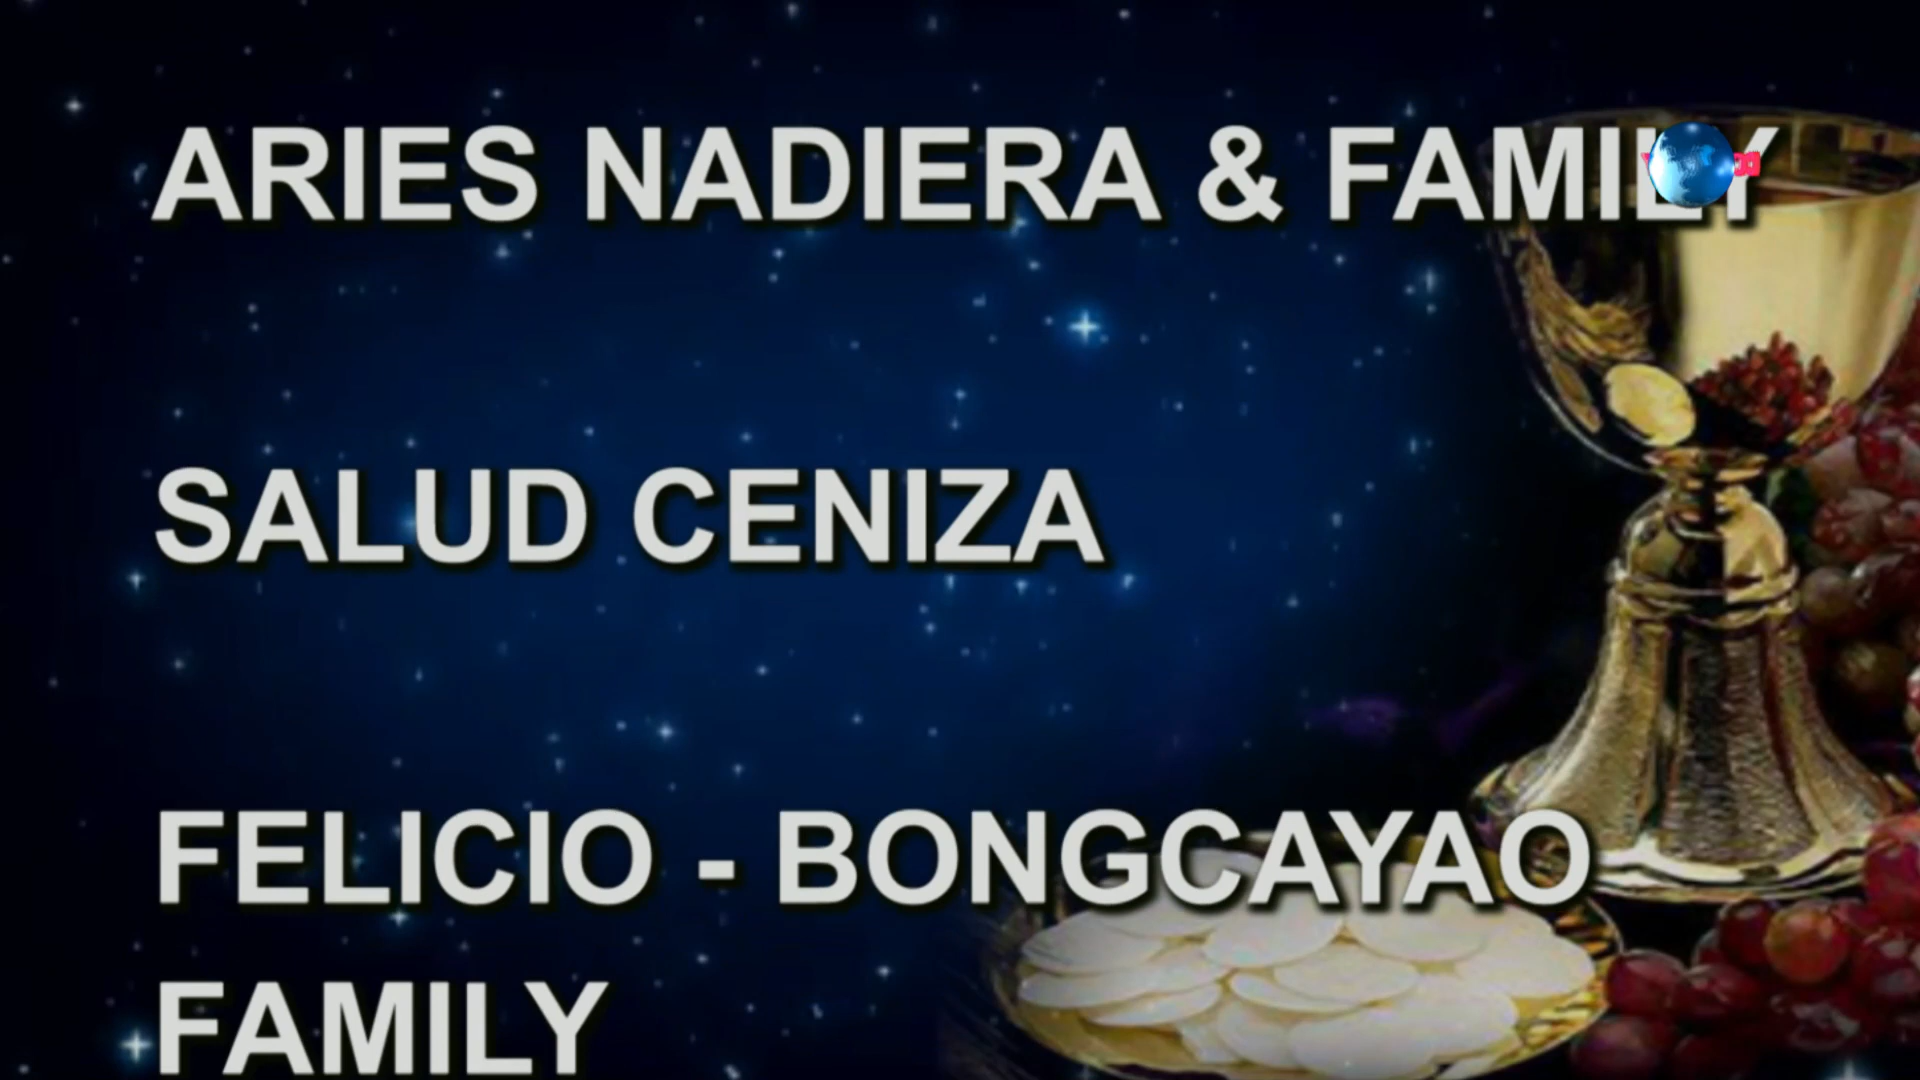 ARIES NADIERA & FAMILY
SALUD CENIZA
FELICIO - BONGCAYAO
FAMILY